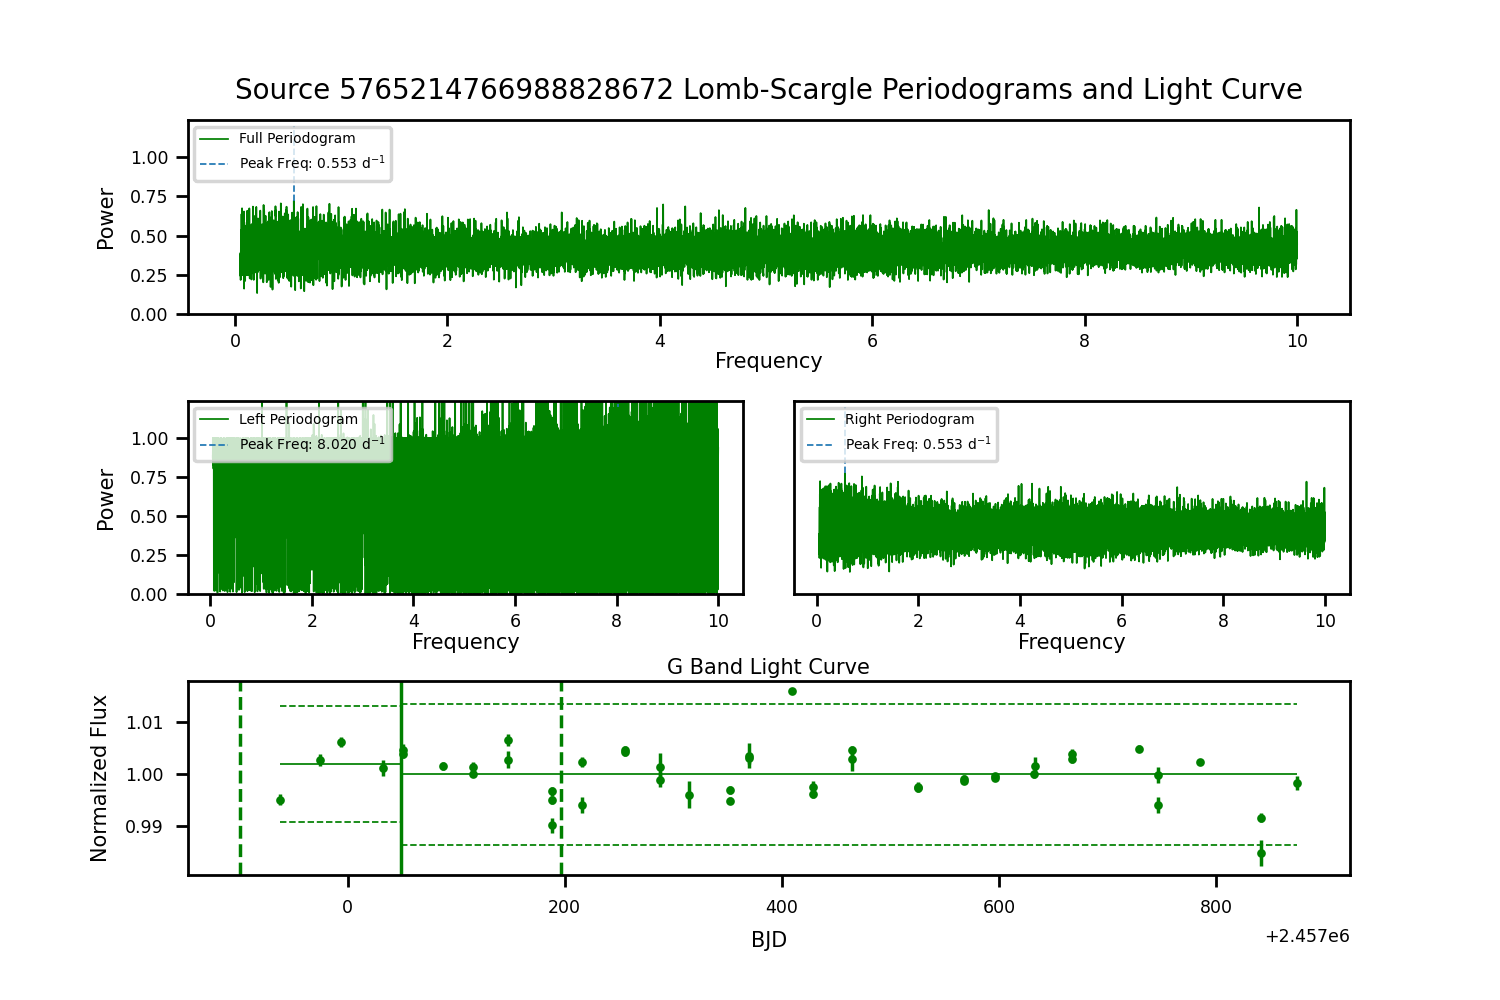 Source 5765214766988828672 Lomb-Scargle Periodograms and Light Curve
Full Periodogram
Peak Freq: 0.553 d⁻¹
Power
1.00
0.75
0.50
0.25
0.00
0 2 4 6 8 10
Frequency
Left Periodogram
Peak Freq: 8.020 d⁻¹
Power
1.00
0.75
0.50
0.25
0.00
0 2 4 6 8 10
Frequency
Right Periodogram
Peak Freq: 0.553 d⁻¹
0 2 4 6 8 10
Frequency
G Band Light Curve
Normalized Flux
1.01
1.00
0.99
0 200 400 600 800
BJD
+2.457e6